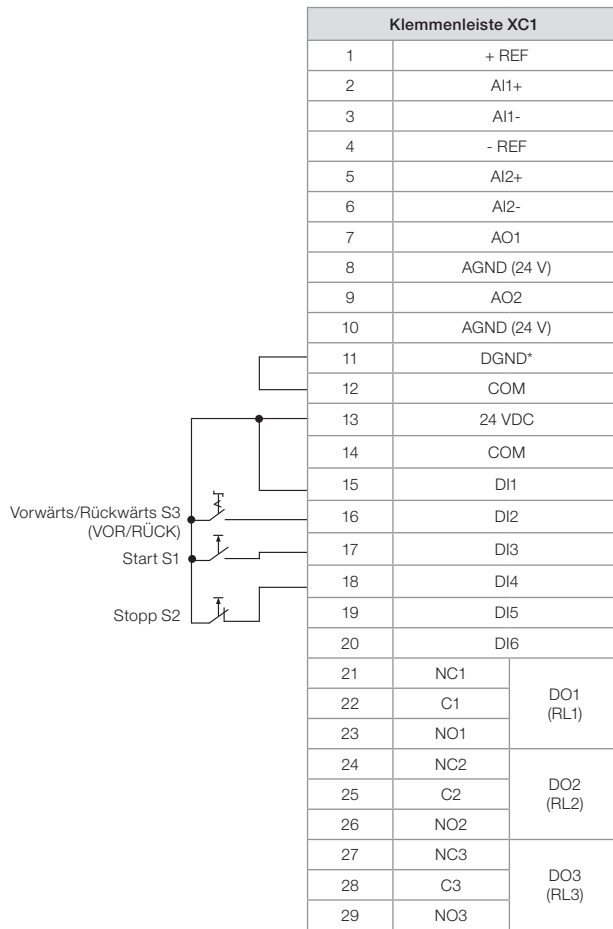 Klemmenleiste XC1
1 + REF
2 AI1+
3 AI1-
4 - REF
5 AI2+
6 AI2-
7 AO1
8 AGND (24 V)
9 AO2
10 AGND (24 V)
11 DGND*
12 COM
13 24 VDC
14 COM
15 DI1
Vorwärts/Rückwärts S3
(VOR/RÜCK)
16 DI2
Start S1
17 DI3
18 DI4
Stopp S2
19 DI5
20 DI6
21 NC1
22 C1
23 NO1
DO1
(RL1)
24 NC2
25 C2
26 NO2
DO2
(RL2)
27 NC3
28 C3
29 NO3
DO3
(RL3)